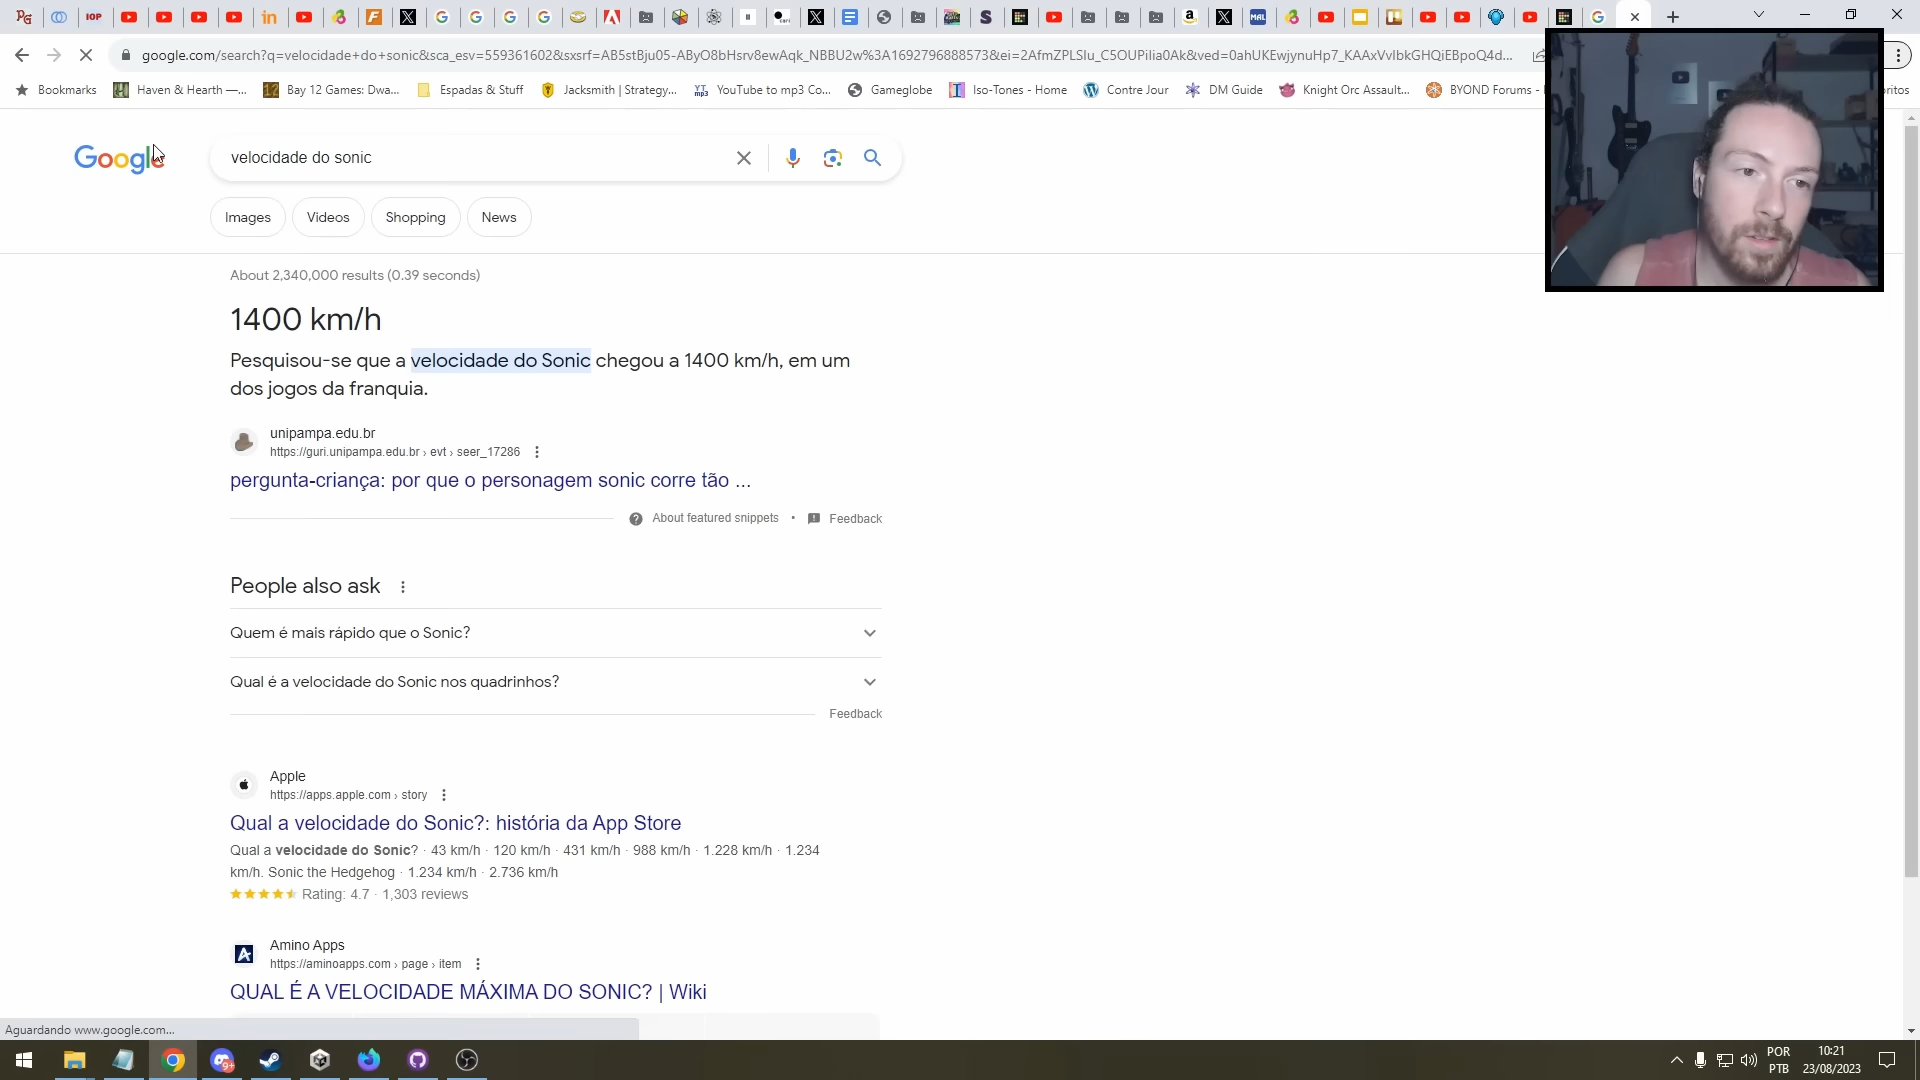 IOP
in
X
X
a
X
MAL
google.com/search?q=velocidade+do+sonic&sca_esv=559361602&sxsrf=AB5stBju05-AByO8bHsrv8ewAqk_NBBU2w%3A1692796888573&ei=2AfmZPLSIu_C5OUPiIia0Ak&ved=0ahUKEwjynuHp7_KAAxVvIbkGHQiEBpoQ4d...
Bookmarks
Haven & Hearth —...
Bay 12 Games: Dwa...
Espadas & Stuff
Jacksmith | Strategy...
YouTube to mp3 Co...
Gameglobe
Iso-Tones - Home
Contre Jour
DM Guide
Knight Orc Assault...
BYOND Forums -
Google
velocidade do sonic
Images
Videos
Shopping
News
About 2,340,000 results (0.39 seconds)
1400 km/h
Pesquisou-se que a velocidade do Sonic chegou a 1400 km/h, em um
dos jogos da franquia.
unipampa.edu.br
https://guri.unipampa.edu.br › evt › seer_17286
pergunta-criança: por que o personagem sonic corre tão ...
About featured snippets
•
Feedback
People also ask
Quem é mais rápido que o Sonic?
Qual é a velocidade do Sonic nos quadrinhos?
Feedback
Apple
https://apps.apple.com › story
Qual a velocidade do Sonic?: história da App Store
Qual a velocidade do Sonic? · 43 km/h · 120 km/h · 431 km/h · 988 km/h · 1.228 km/h · 1.234
km/h. Sonic the Hedgehog · 1.234 km/h · 2.736 km/h
Rating: 4.7 · 1,303 reviews
Amino Apps
https://aminoapps.com › page › item
QUAL É A VELOCIDADE MÁXIMA DO SONIC? | Wiki
Aguardando www.google.com...
9+
POR
PTB
10:21
23/08/2023